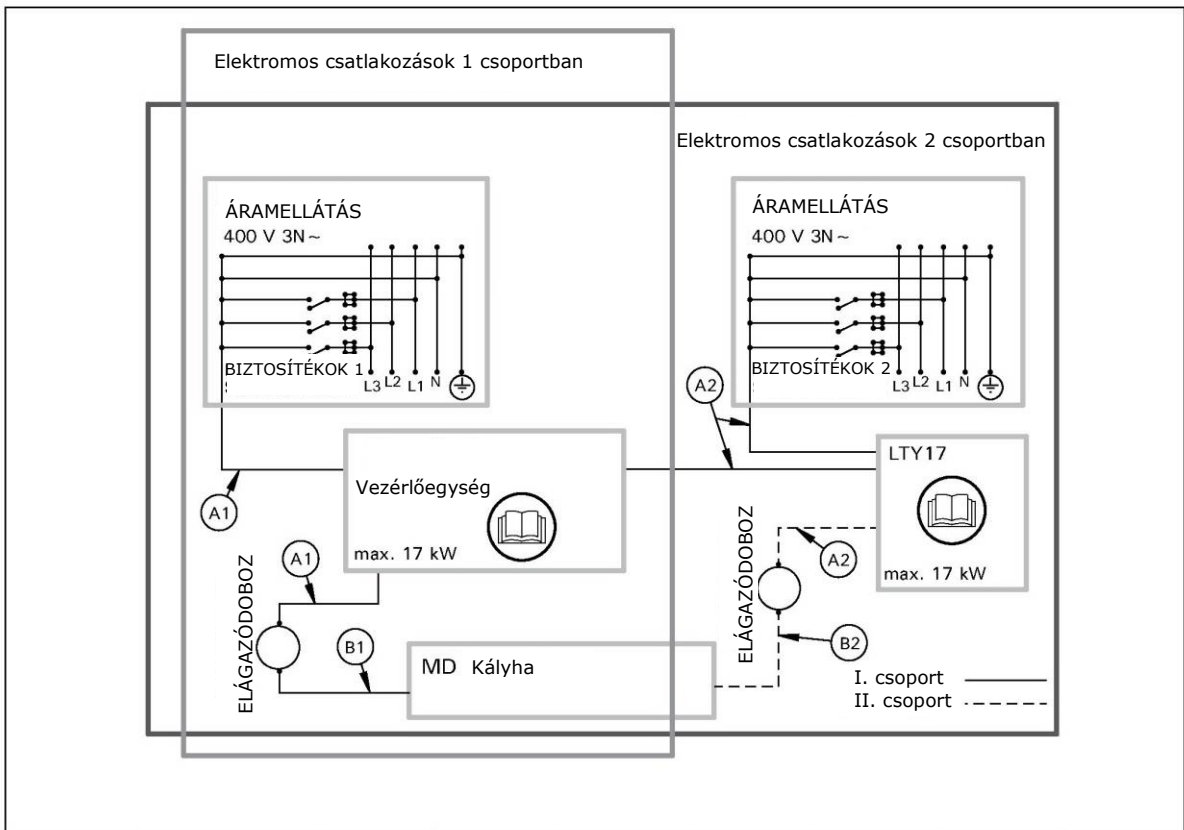 Elektromos csatlakozások 1 csoportban
Elektromos csatlakozások 2 csoportban
ÁRAMELLÁTÁS
400 V 3N~
BIZTOSÍTÉKOK 1
L3 L2 L1 N
ÁRAMELLÁTÁS
400 V 3N~
BIZTOSÍTÉKOK 2
L3 L2 L1 N
A2
A1
Vezérlőegység
max. 17 kW
LTY17
max. 17 kW
A1
A2
ELÁGAZÓDOBOZ
ELÁGAZÓDOBOZ
B1
B2
MD Kályha
I. csoport
II. csoport